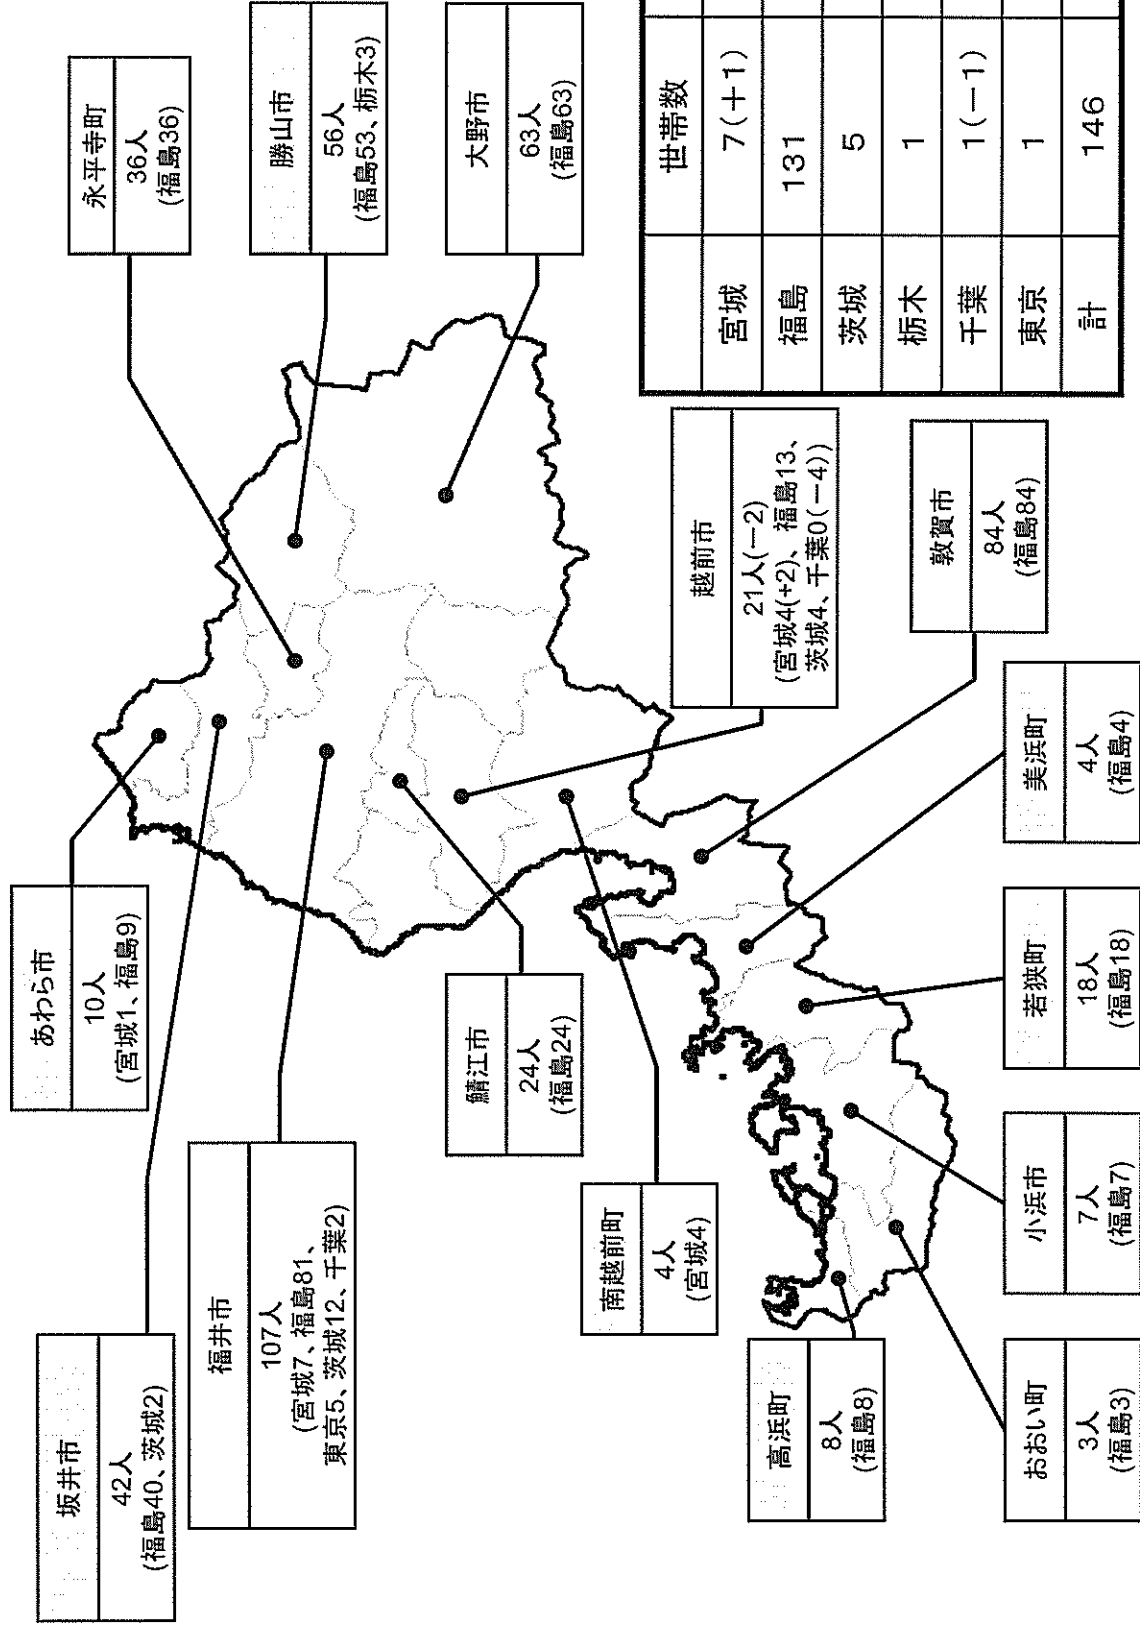 永平寺町
36人
(福島36)
勝山市
56人
(福島53、栃木3)
大野市
63人
(福島63)
あわら市
10人
(宮城1、福島9)
坂井市
42人
(福島40、茨城2)
福井市
107人
(宮城7、福島81、
東京5、茨城12、千葉2)
鯖江市
24人
(福島24)
南越前町
4人
(宮城4)
越前市
21人(−2)
(宮城4(+2)、福島13、
茨城4、千葉0(−4))
敦賀市
84人
(福島84)
美浜町
4人
(福島4)
若狭町
18人
(福島18)
小浜市
7人
(福島7)
高浜町
8人
(福島8)
おおい町
3人
(福島3)
世帯数
宮城 7(+1)
福島 131
茨城 5
栃木 1
千葉 1(−1)
東京 1
計 146